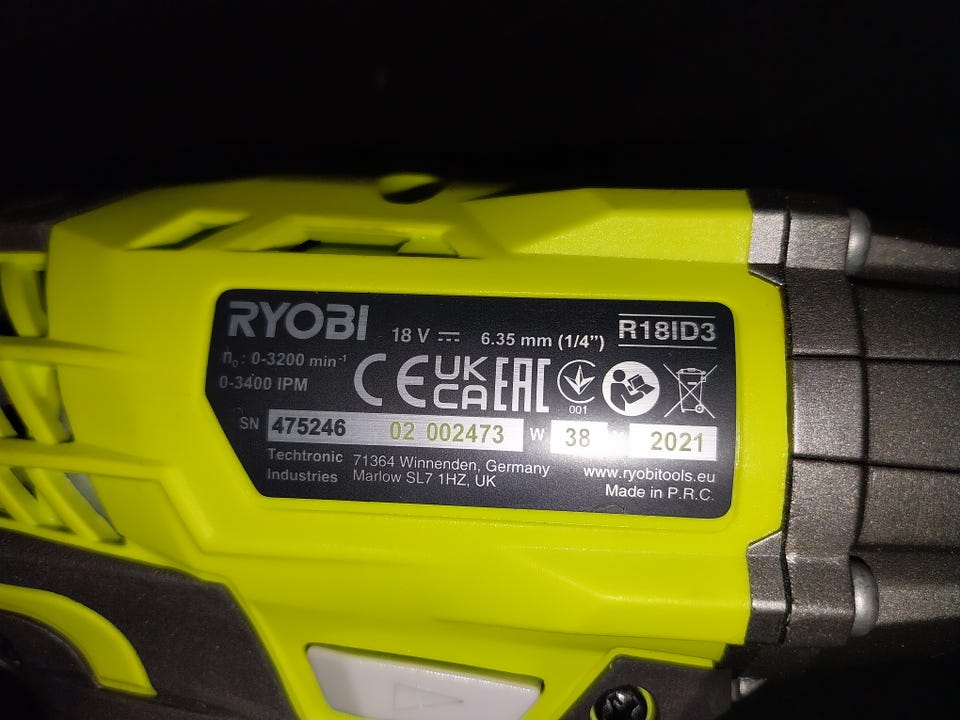 RYOBI 18 V 6.35 mm (1/4") R18ID3
n₀ : 0-3200 min⁻¹
0-3400 IPM
CE UK CA EAC 001
SN 475246 02 002473 W 38 2021
Techtronic Industries
71364 Winnenden, Germany
Marlow SL7 1HZ, UK
www.ryobitools.eu
Made in P.R.C.